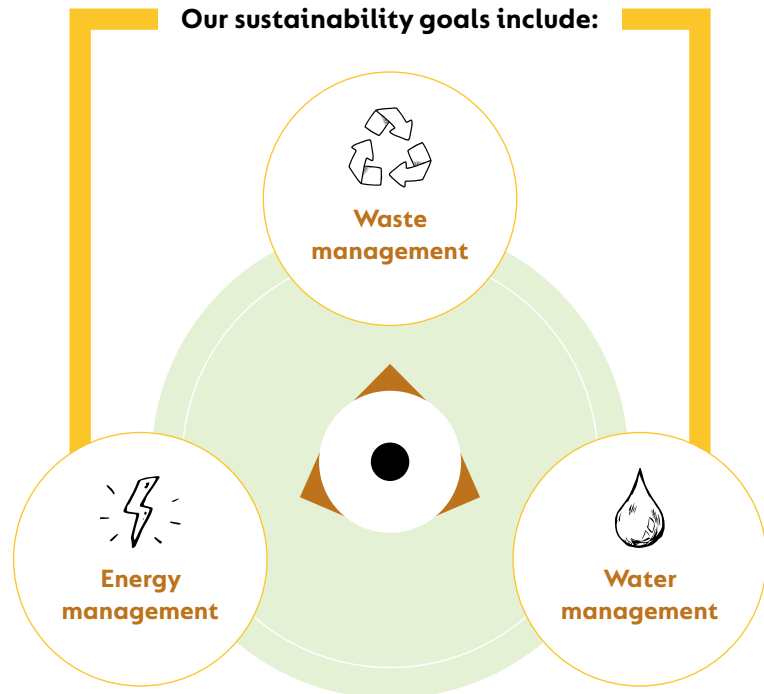 Our sustainability goals include:
Waste
management
Energy
management
Water
management